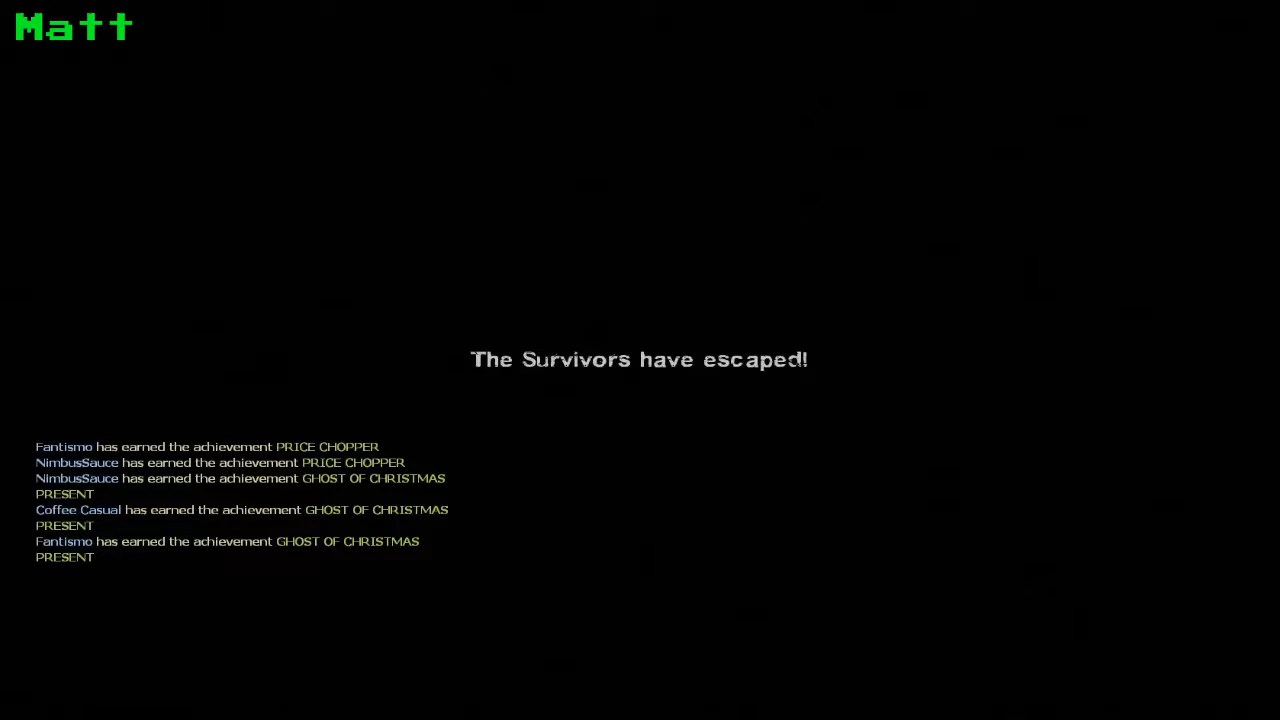 Matt
The Survivors have escaped!
Fantismo has earned the achievement PRICE CHOPPER
NimbusSauce has earned the achievement PRICE CHOPPER
NimbusSauce has earned the achievement GHOST OF CHRISTMAS
PRESENT
Coffee Casual has earned the achievement GHOST OF CHRISTMAS
PRESENT
Fantismo has earned the achievement GHOST OF CHRISTMAS
PRESENT